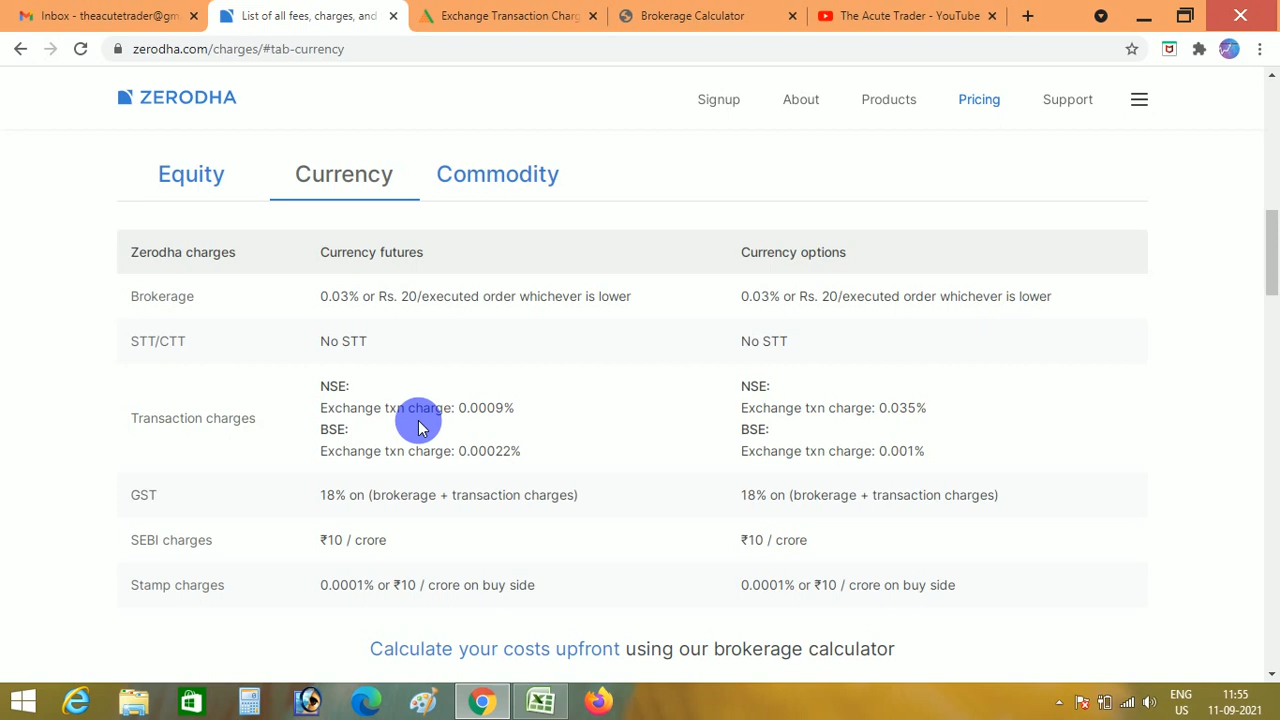 Inbox - theacutetrader@gm
List of all fees, charges, and
Exchange Transaction Charg
Brokerage Calculator
The Acute Trader - YouTube
zerodha.com/charges/#tab-currency
ZERODHA
Signup
About
Products
Pricing
Support
Equity
Currency
Commodity
Zerodha charges
Currency futures
Currency options
Brokerage
0.03% or Rs. 20/executed order whichever is lower
0.03% or Rs. 20/executed order whichever is lower
STT/CTT
No STT
No STT
Transaction charges
NSE:
Exchange txn charge: 0.0009%
BSE:
Exchange txn charge: 0.00022%
NSE:
Exchange txn charge: 0.035%
BSE:
Exchange txn charge: 0.001%
GST
18% on (brokerage + transaction charges)
18% on (brokerage + transaction charges)
SEBI charges
₹10 / crore
₹10 / crore
Stamp charges
0.0001% or ₹10 / crore on buy side
0.0001% or ₹10 / crore on buy side
Calculate your costs upfront using our brokerage calculator
ENG
US
11:55
11-09-2021